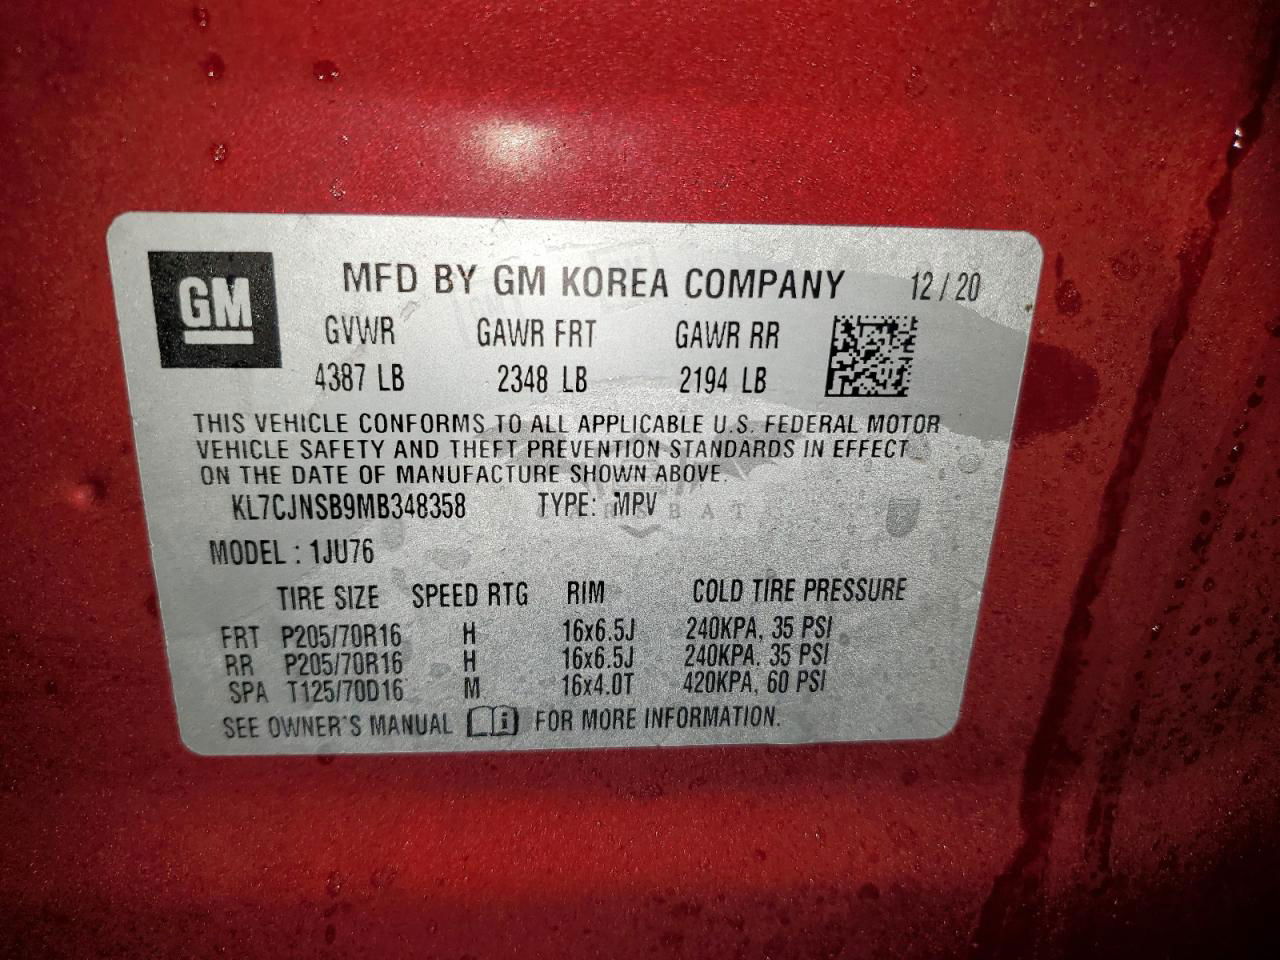 GM
MFD BY GM KOREA COMPANY 12/20
GVWR GAWR FRT GAWR RR
4387 LB 2348 LB 2194 LB
THIS VEHICLE CONFORMS TO ALL APPLICABLE U.S. FEDERAL MOTOR
VEHICLE SAFETY AND THEFT PREVENTION STANDARDS IN EFFECT
ON THE DATE OF MANUFACTURE SHOWN ABOVE.
KL7CJNSB9MB348358 TYPE: MPV
MODEL : 1JU76
TIRE SIZE SPEED RTG RIM COLD TIRE PRESSURE
FRT P205/70R16 H 16x6.5J 240KPA, 35 PSI
RR P205/70R16 H 16x6.5J 240KPA, 35 PSI
SPA T125/70D16 M 16x4.0T 420KPA, 60 PSI
SEE OWNER'S MANUAL FOR MORE INFORMATION.